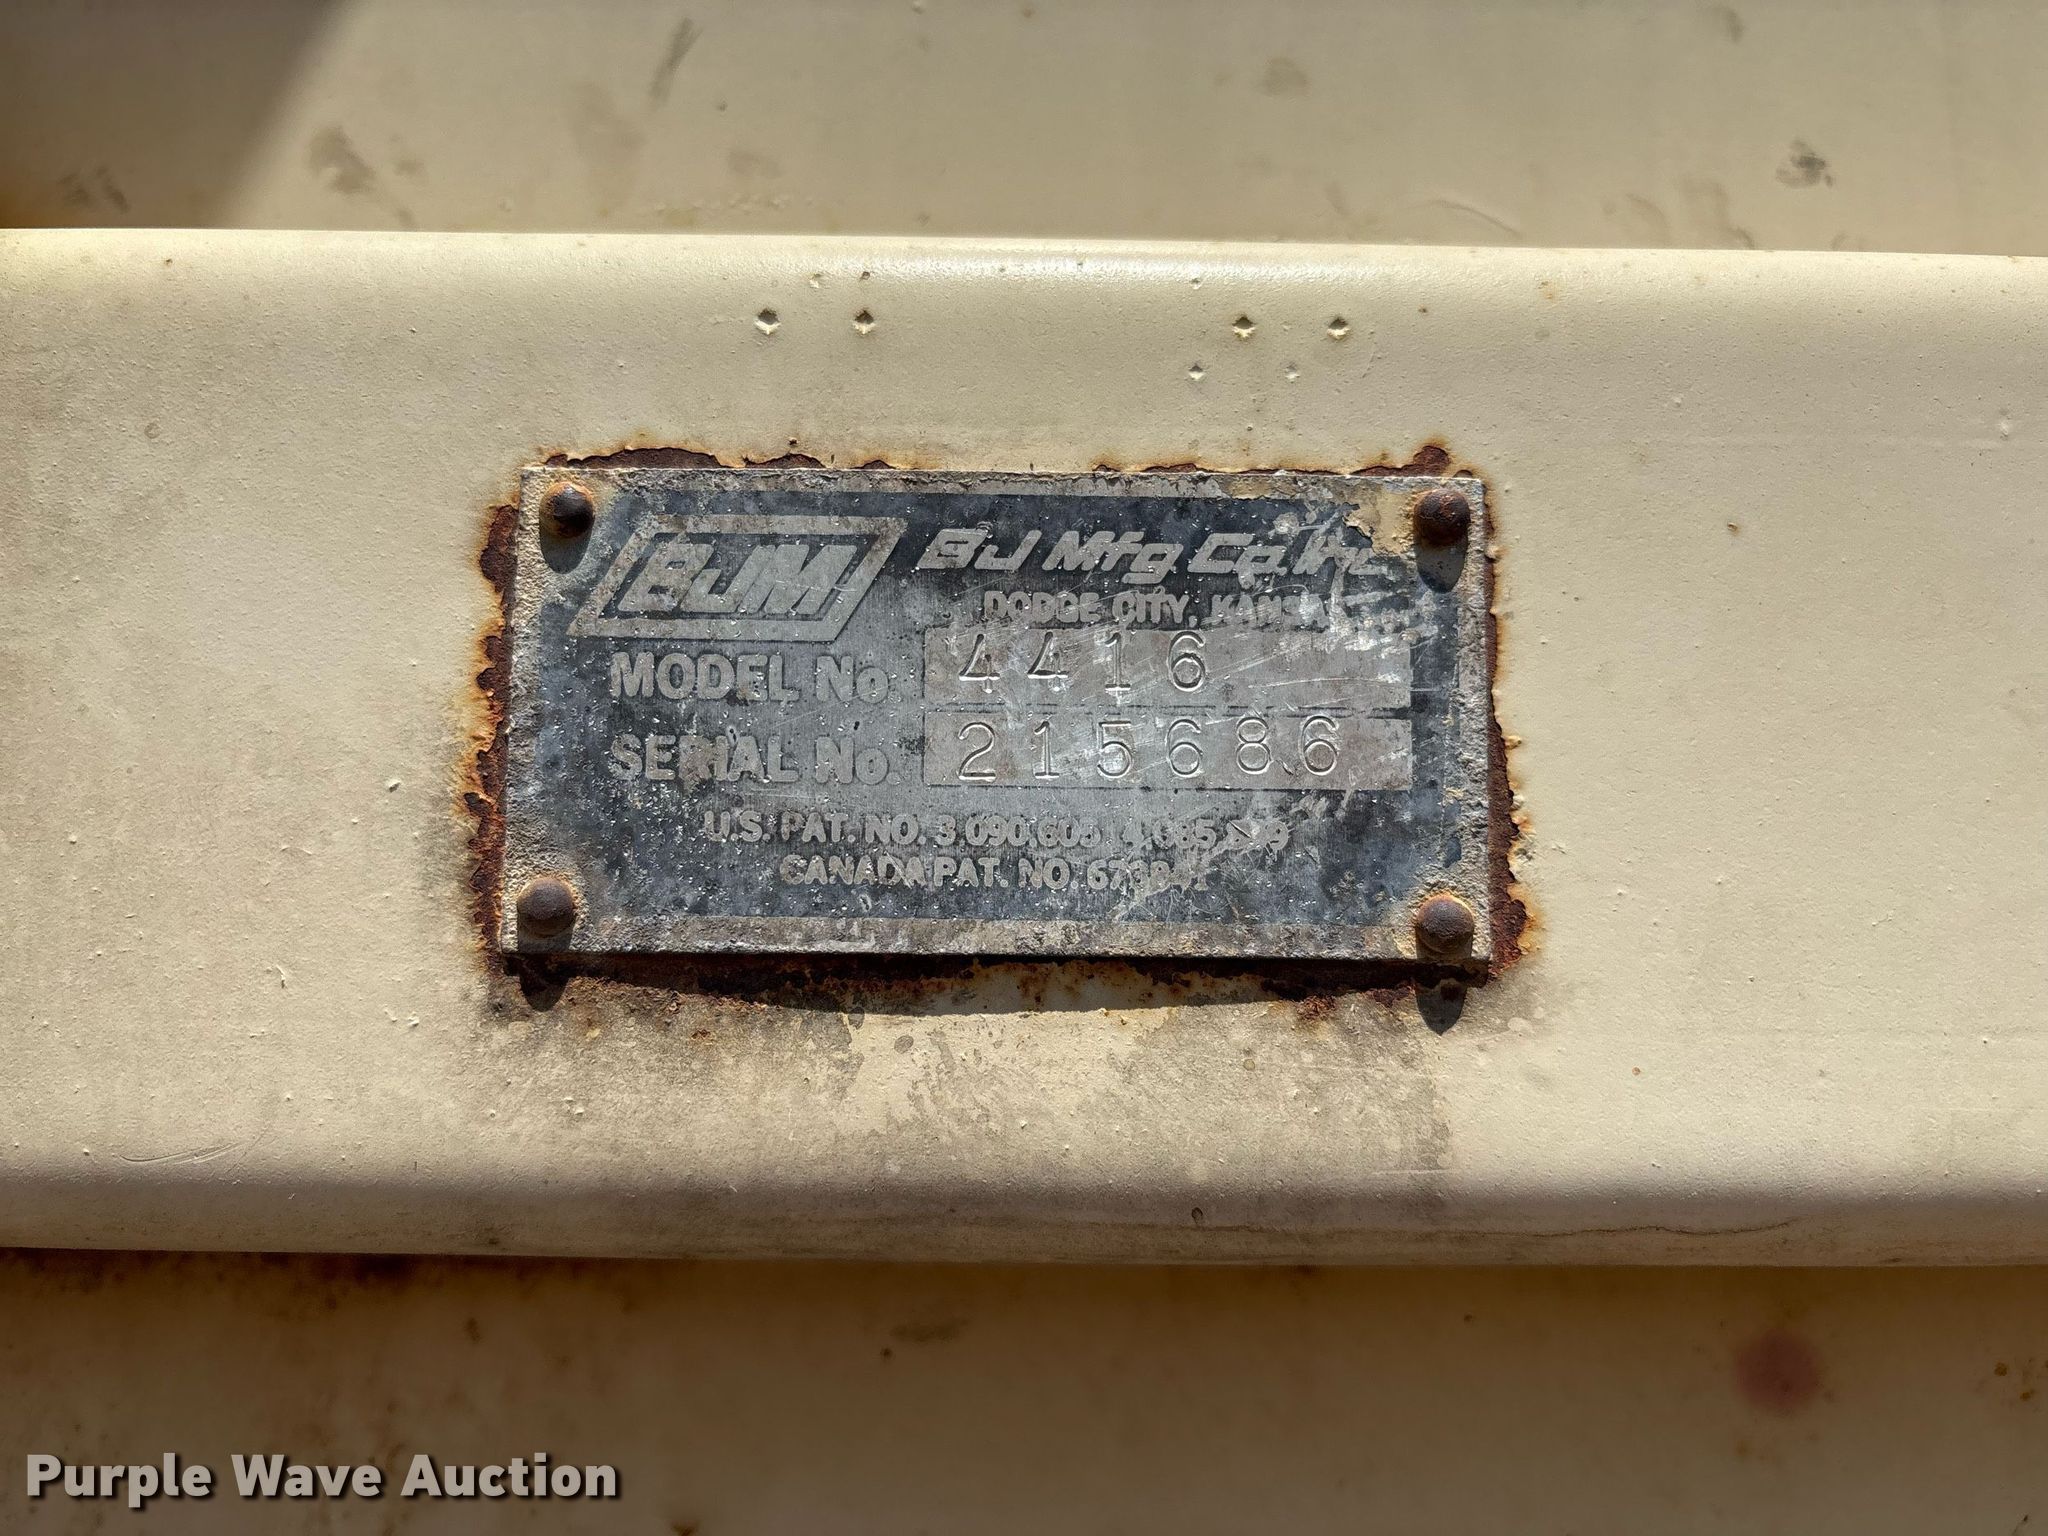 BJM
BJ Mfg. Co. Inc
DODGE CITY, KANSAS
MODEL No. 4416
SERIAL No. 215686
U.S. PAT. NO. 3,090,605
CANADA PAT. NO.
Purple Wave Auction